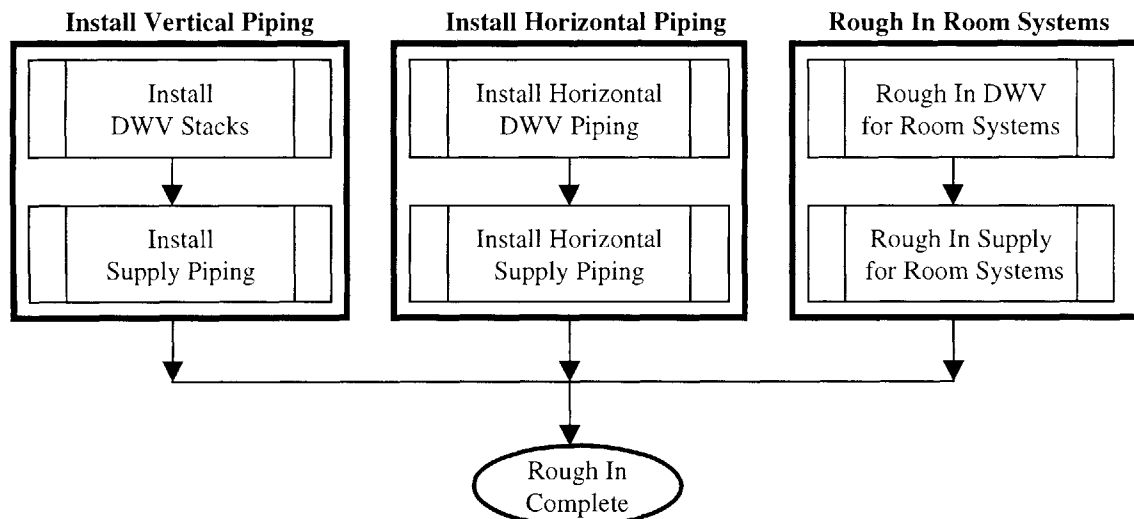 Install Vertical Piping
Install
DWV Stacks
Install
Supply Piping
Install Horizontal Piping
Install Horizontal
DWV Piping
Install Horizontal
Supply Piping
Rough In Room Systems
Rough In DWV
for Room Systems
Rough In Supply
for Room Systems
Rough In
Complete